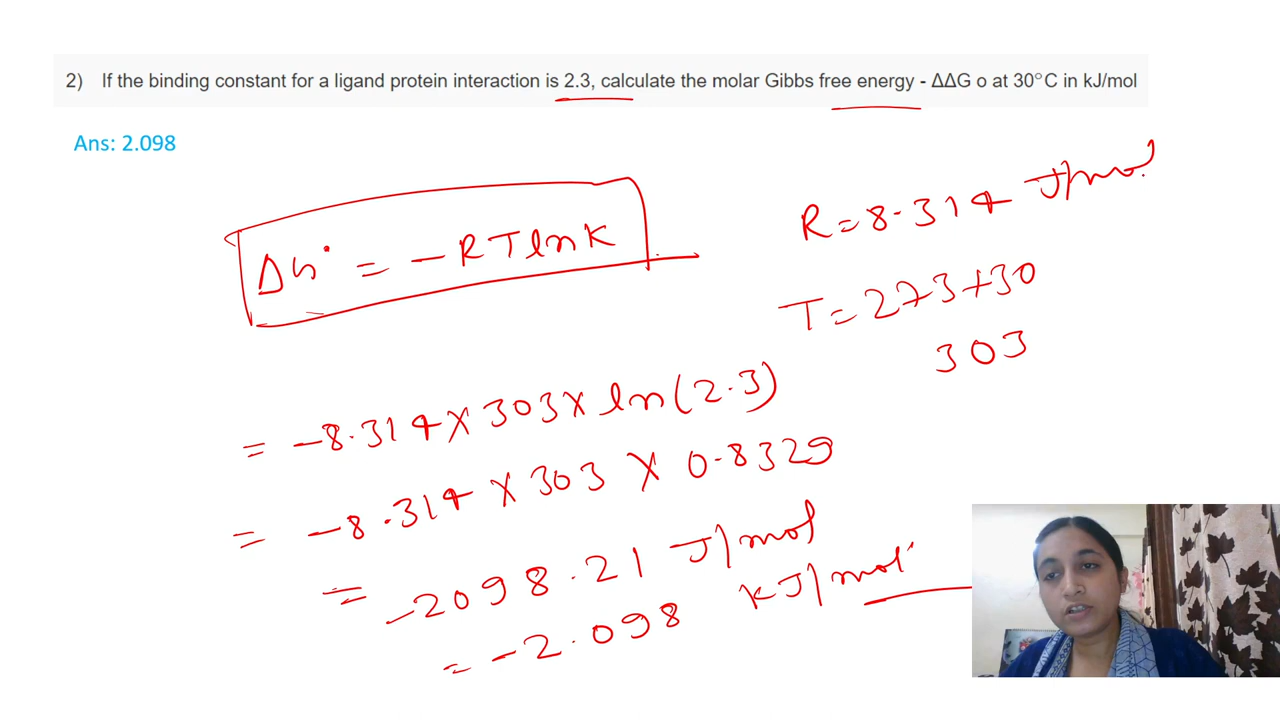 2) If the binding constant for a ligand protein interaction is 2.3, calculate the molar Gibbs free energy - ΔΔG o at 30°C in kJ/mol
Ans: 2.098
ΔG° = -RTlnK
R = 8.314 J/mol
T = 273+30
303
= -8.314 X 303 X ln(2.3)
= -8.314 X 303 X 0.8329
= -2098.21 J/mol
= -2.098 kJ/mol